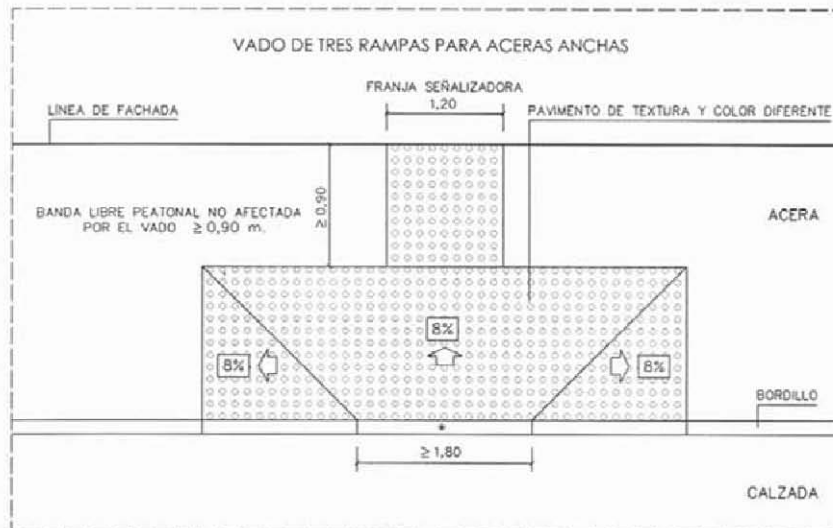 VADO DE TRES RAMPAS PARA ACERAS ANCHAS
FRANJA SEÑALIZADORA
1,20
LINEA DE FACHADA
PAVIMENTO DE TEXTURA Y COLOR DIFERENTE
≥0,90
BANDA LIBRE PEATONAL NO AFECTADA
POR EL VADO ≥ 0,90 m.
ACERA
8%
8%
8%
BORDILLO
*
≥1,80
CALZADA